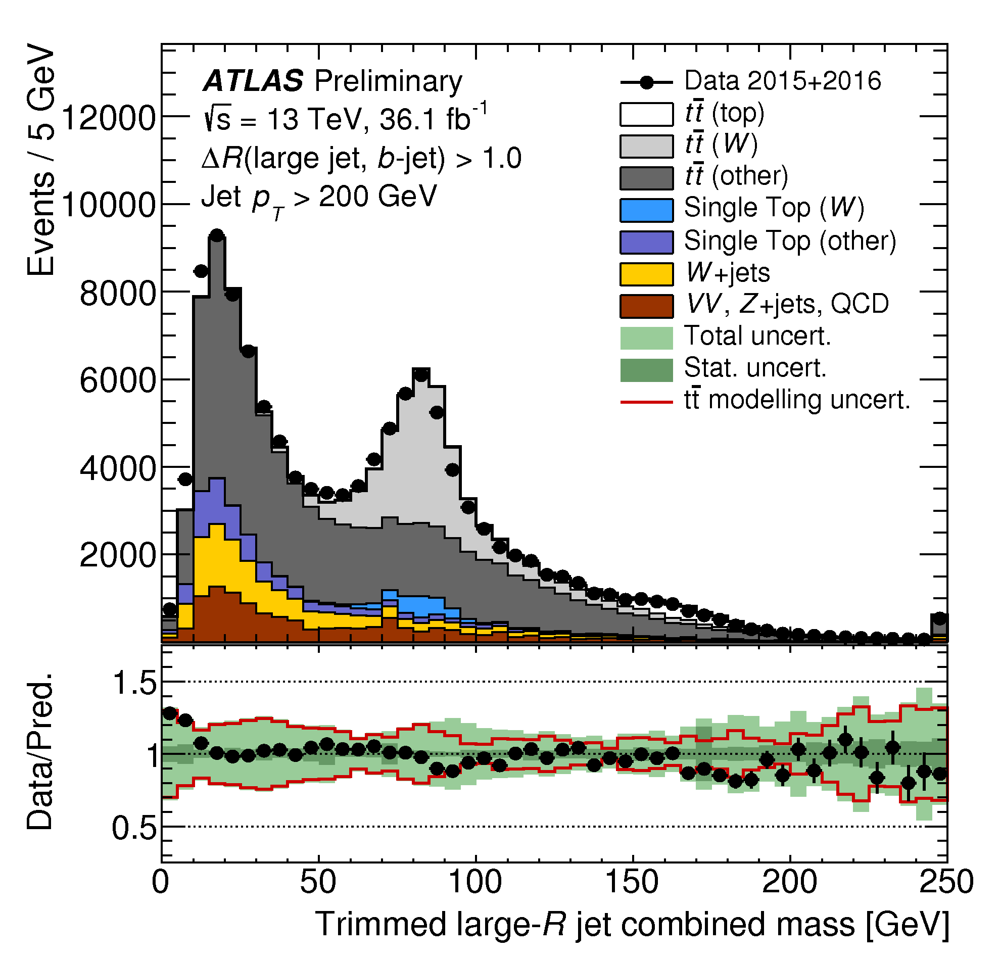 ATLAS Preliminary
√s = 13 TeV, 36.1 fb⁻¹
ΔR(large jet, b-jet) > 1.0
Jet p_T > 200 GeV
Data 2015+2016
tt̄ (top)
tt̄ (W)
tt̄ (other)
Single Top (W)
Single Top (other)
W+jets
VV, Z+jets, QCD
Total uncert.
Stat. uncert.
tt̄ modelling uncert.
Events / 5 GeV
12000
10000
8000
6000
4000
2000
Data/Pred.
1.5
1
0.5
0 50 100 150 200 250
Trimmed large-R jet combined mass [GeV]